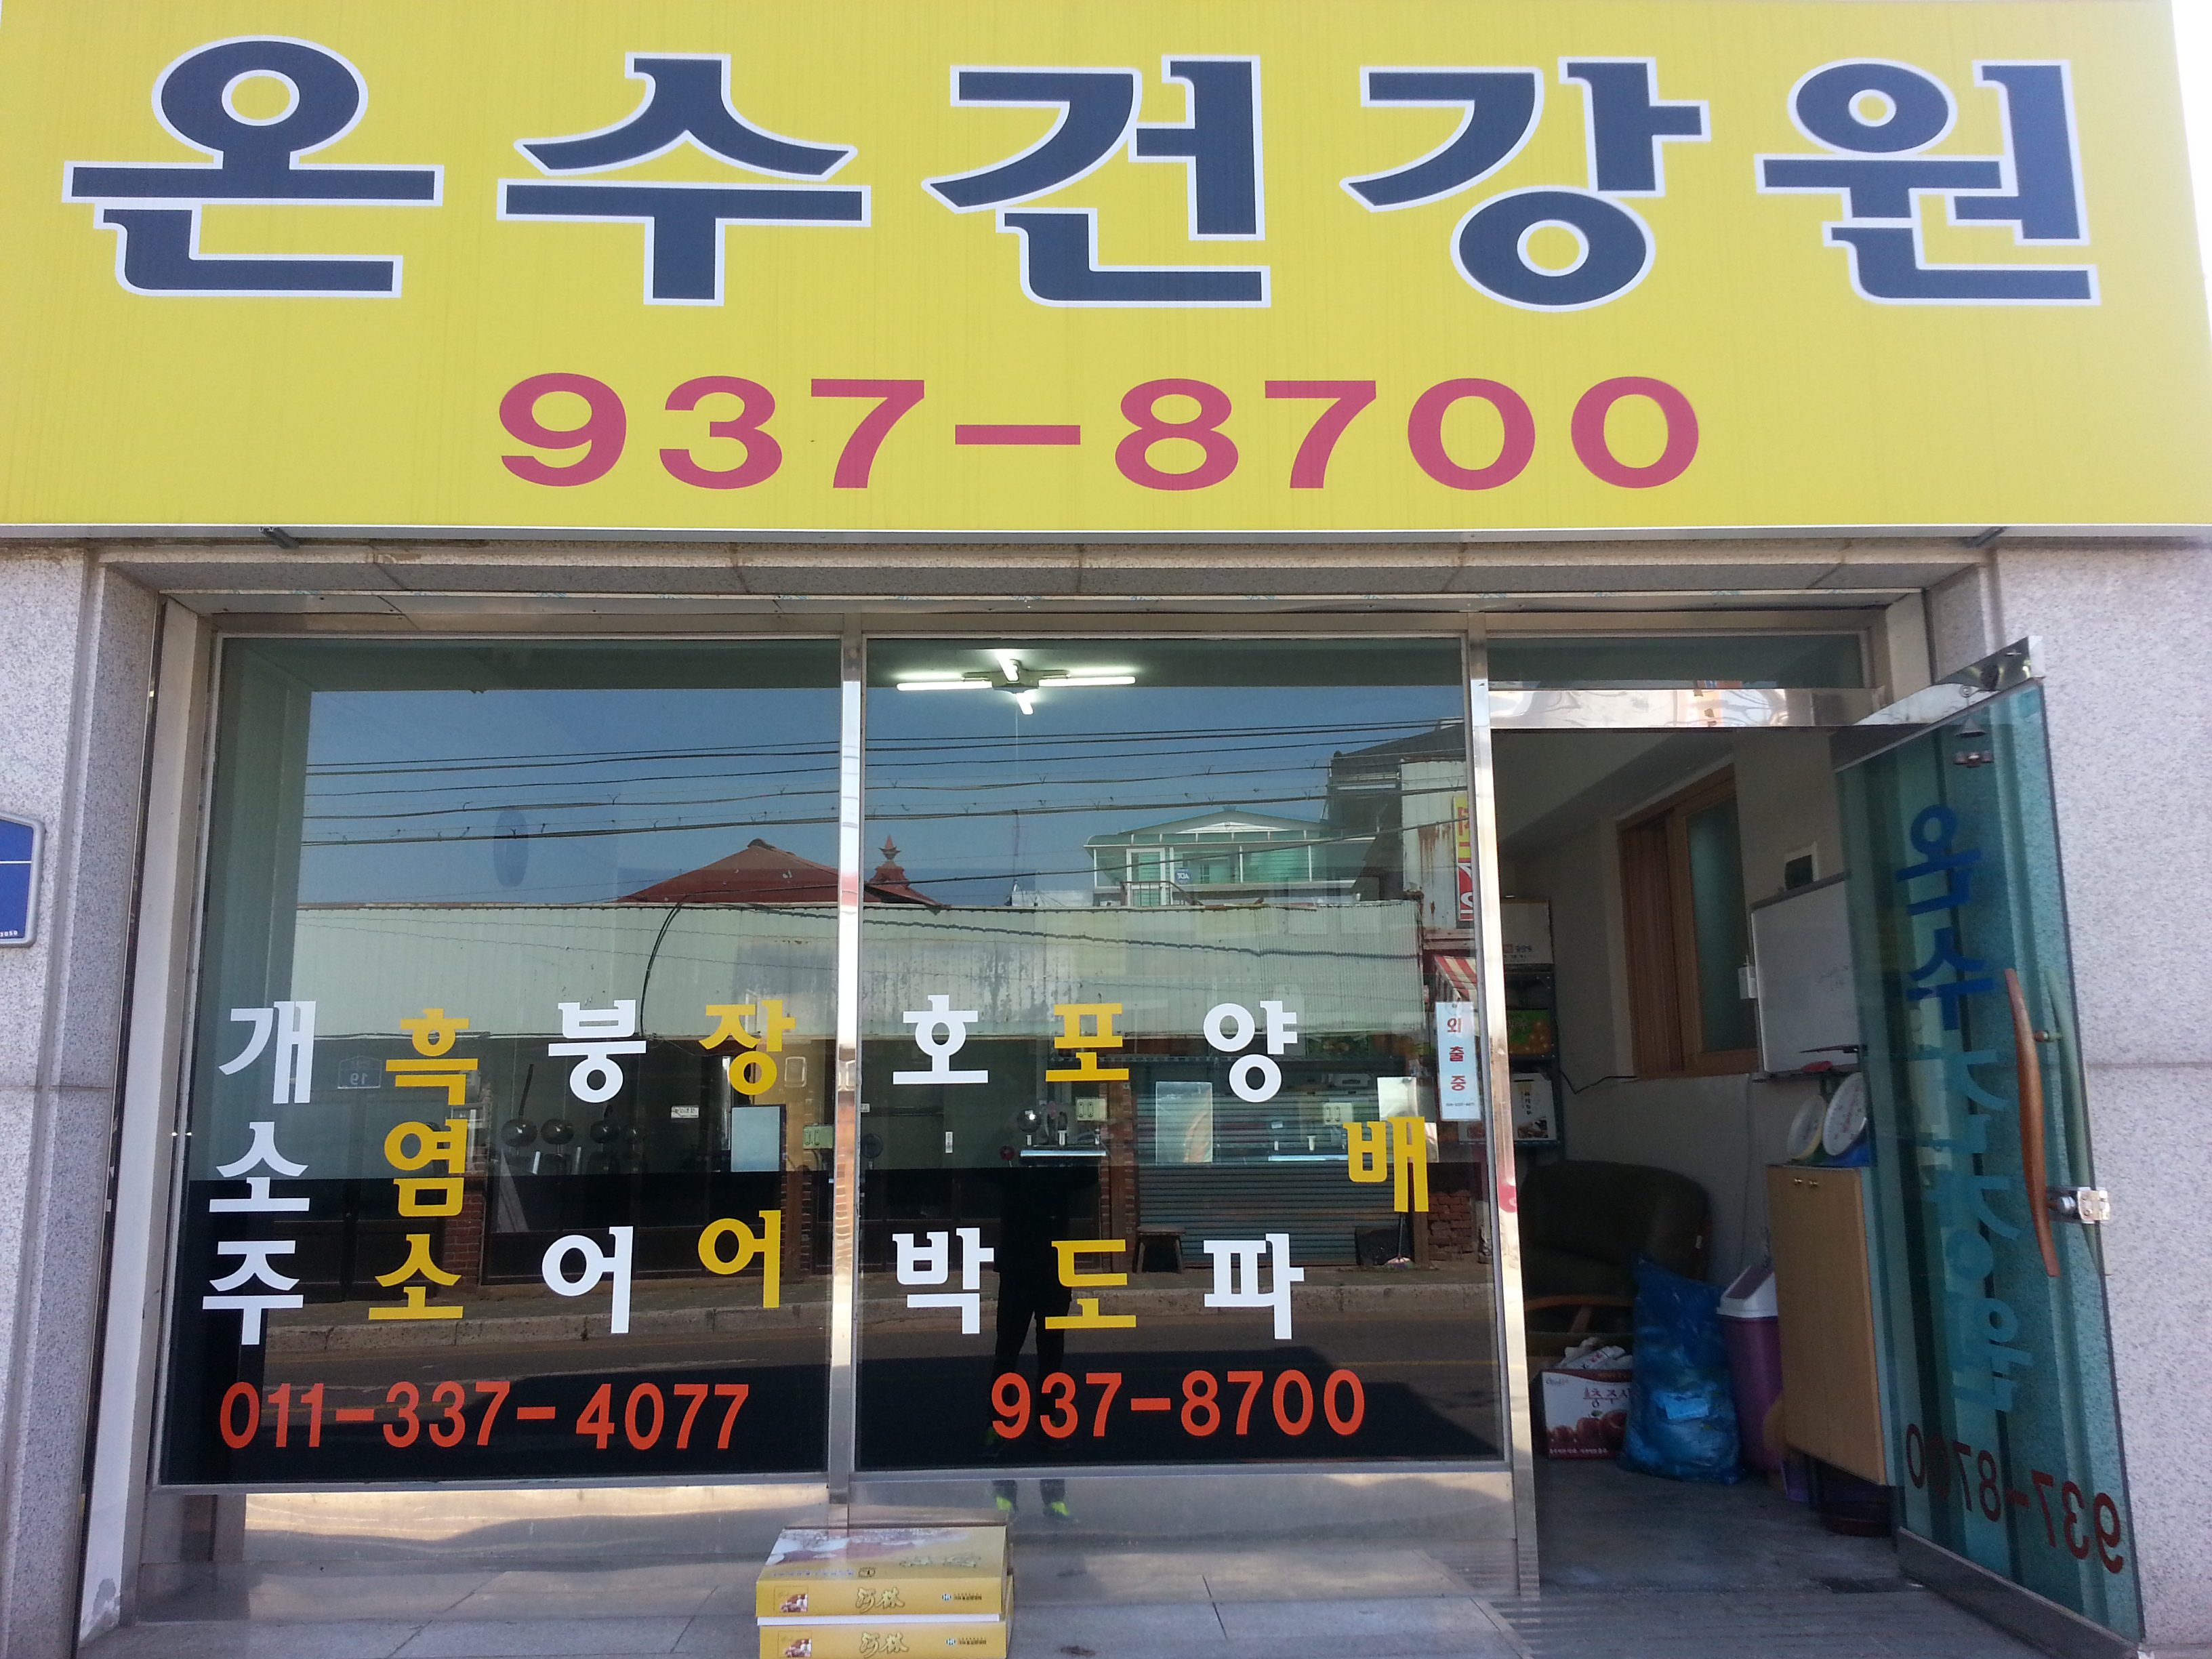 온수건강원
937-8700
개소주
흑염소
붕어
장어
호박
포도
양파
배
외출중
011-337-4077
937-8700
온수건강원
937-8700